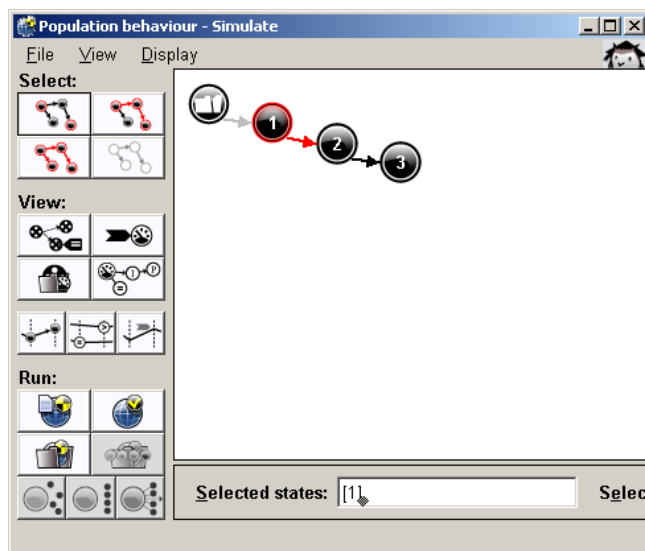 Population behaviour - Simulate
File View Display
Select:
1
2
3
View:
I P
=
>
=
Run:
Selected states: [1]
Selec